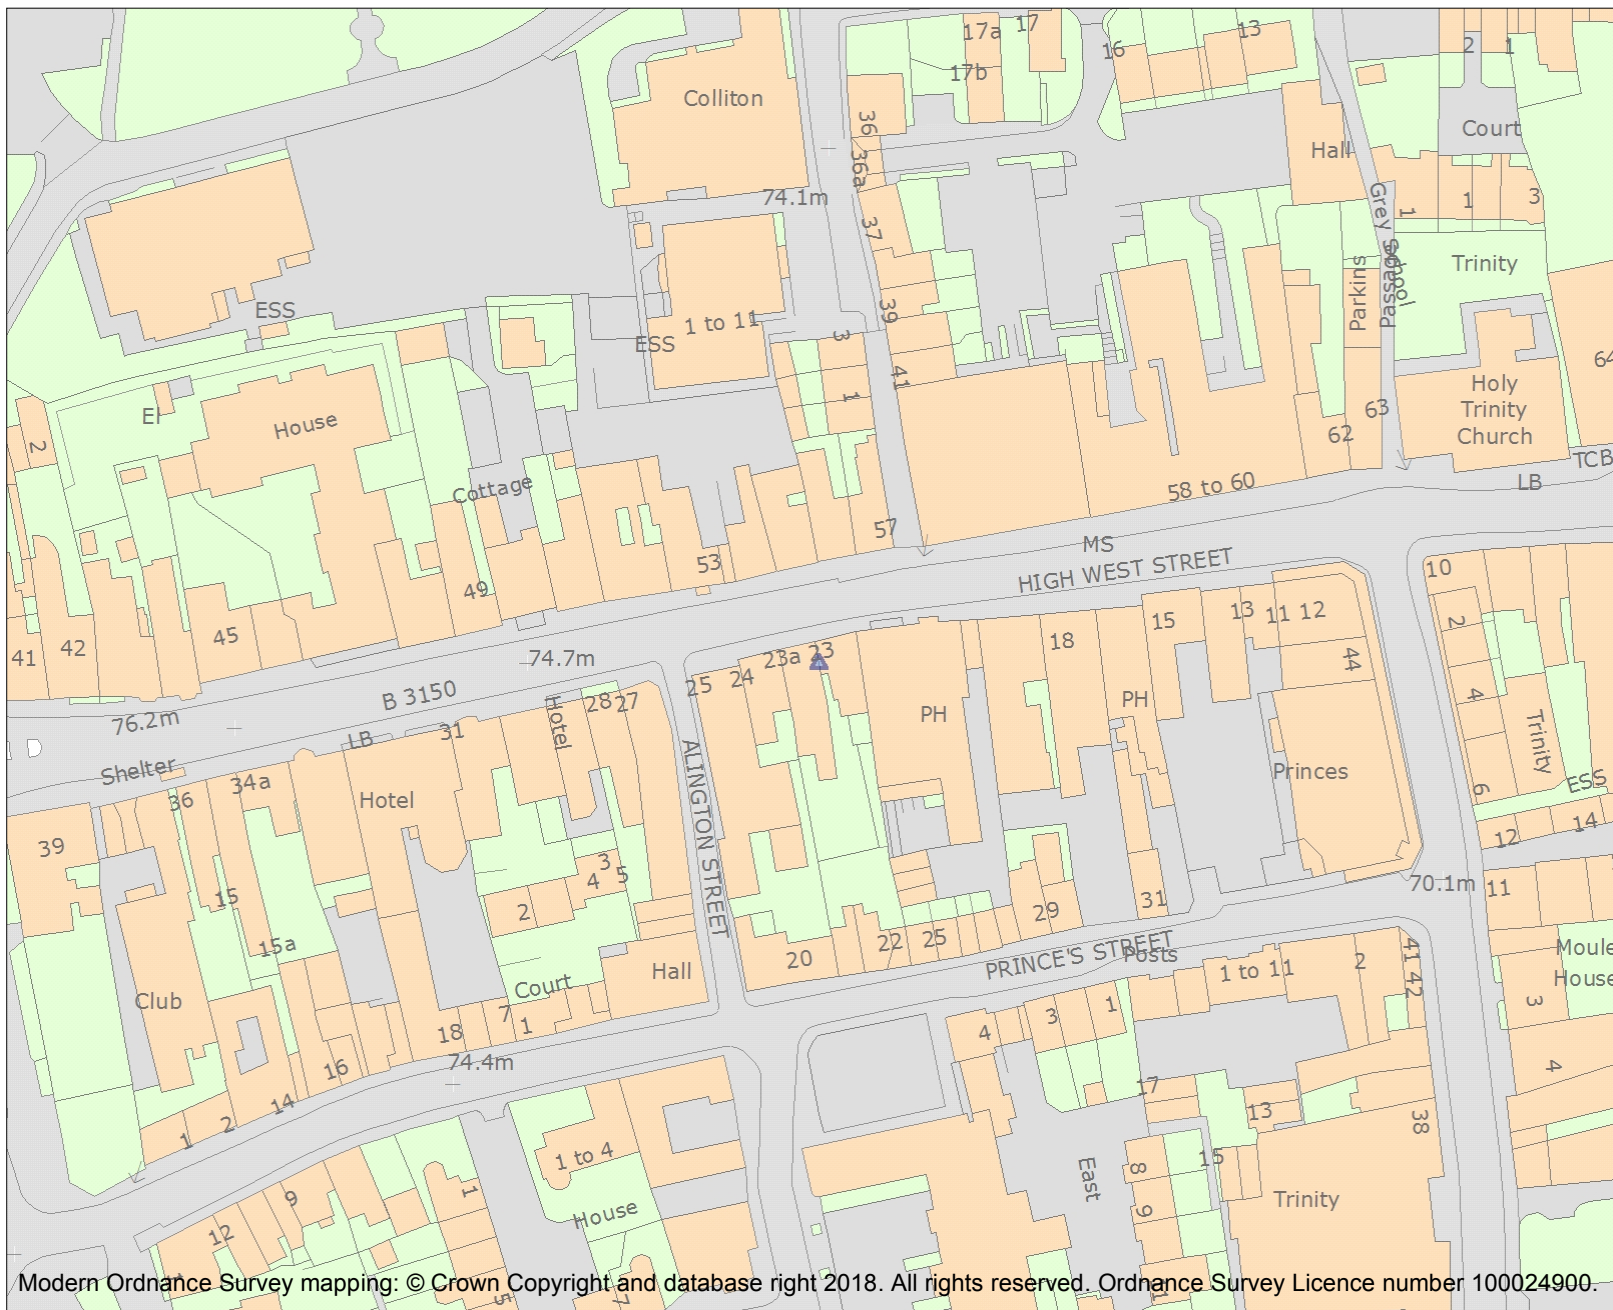 17a
17
13
2
1
16
17b
Colliton
36
Court
Hall
36a
74.1m
Grey School
Passage
1
1
3
37
Trinity
Parkins
ESS
39
1 to 11
3
ESS
64
41
1
Holy
Trinity
Church
El
House
2
63
62
TCB
LB
Cottage
58 to 60
57
MS
53
HIGH WEST STREET
10
49
45
42
41
15
13
11
12
2
18
44
23
23a
24
25
74.7m
B 3150
76.2m
28
27
Hotel
PH
PH
4
31
LB
Trinity
Shelter
34a
36
Hotel
ALINGTON STREET
Princes
6
ESS
39
12
14
3
4
5
70.1m
11
15
2
29
31
15a
22
25
20
PRINCE'S STREET
Posts
1 to 11
2
41
42
Moule
House
Hall
Court
Club
7
1
18
3
1
4
3
74.4m
16
14
2
1
17
13
38
4
1 to 4
East
8
15
9
1
9
12
House
Trinity
1
5
7
11
Modern Ordnance Survey mapping: © Crown Copyright and database right 2018. All rights reserved. Ordnance Survey Licence number 100024900.